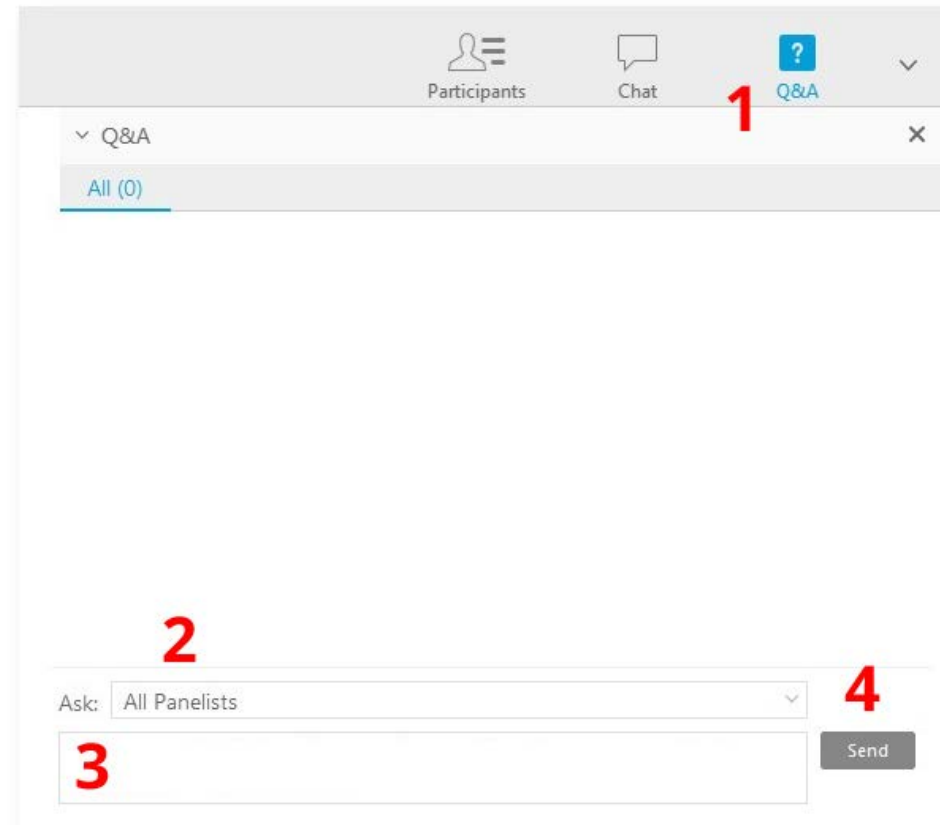 ?
Participants Chat Q&A
1
Q&A
All (0)
2
Ask: All Panelists
4
3
Send